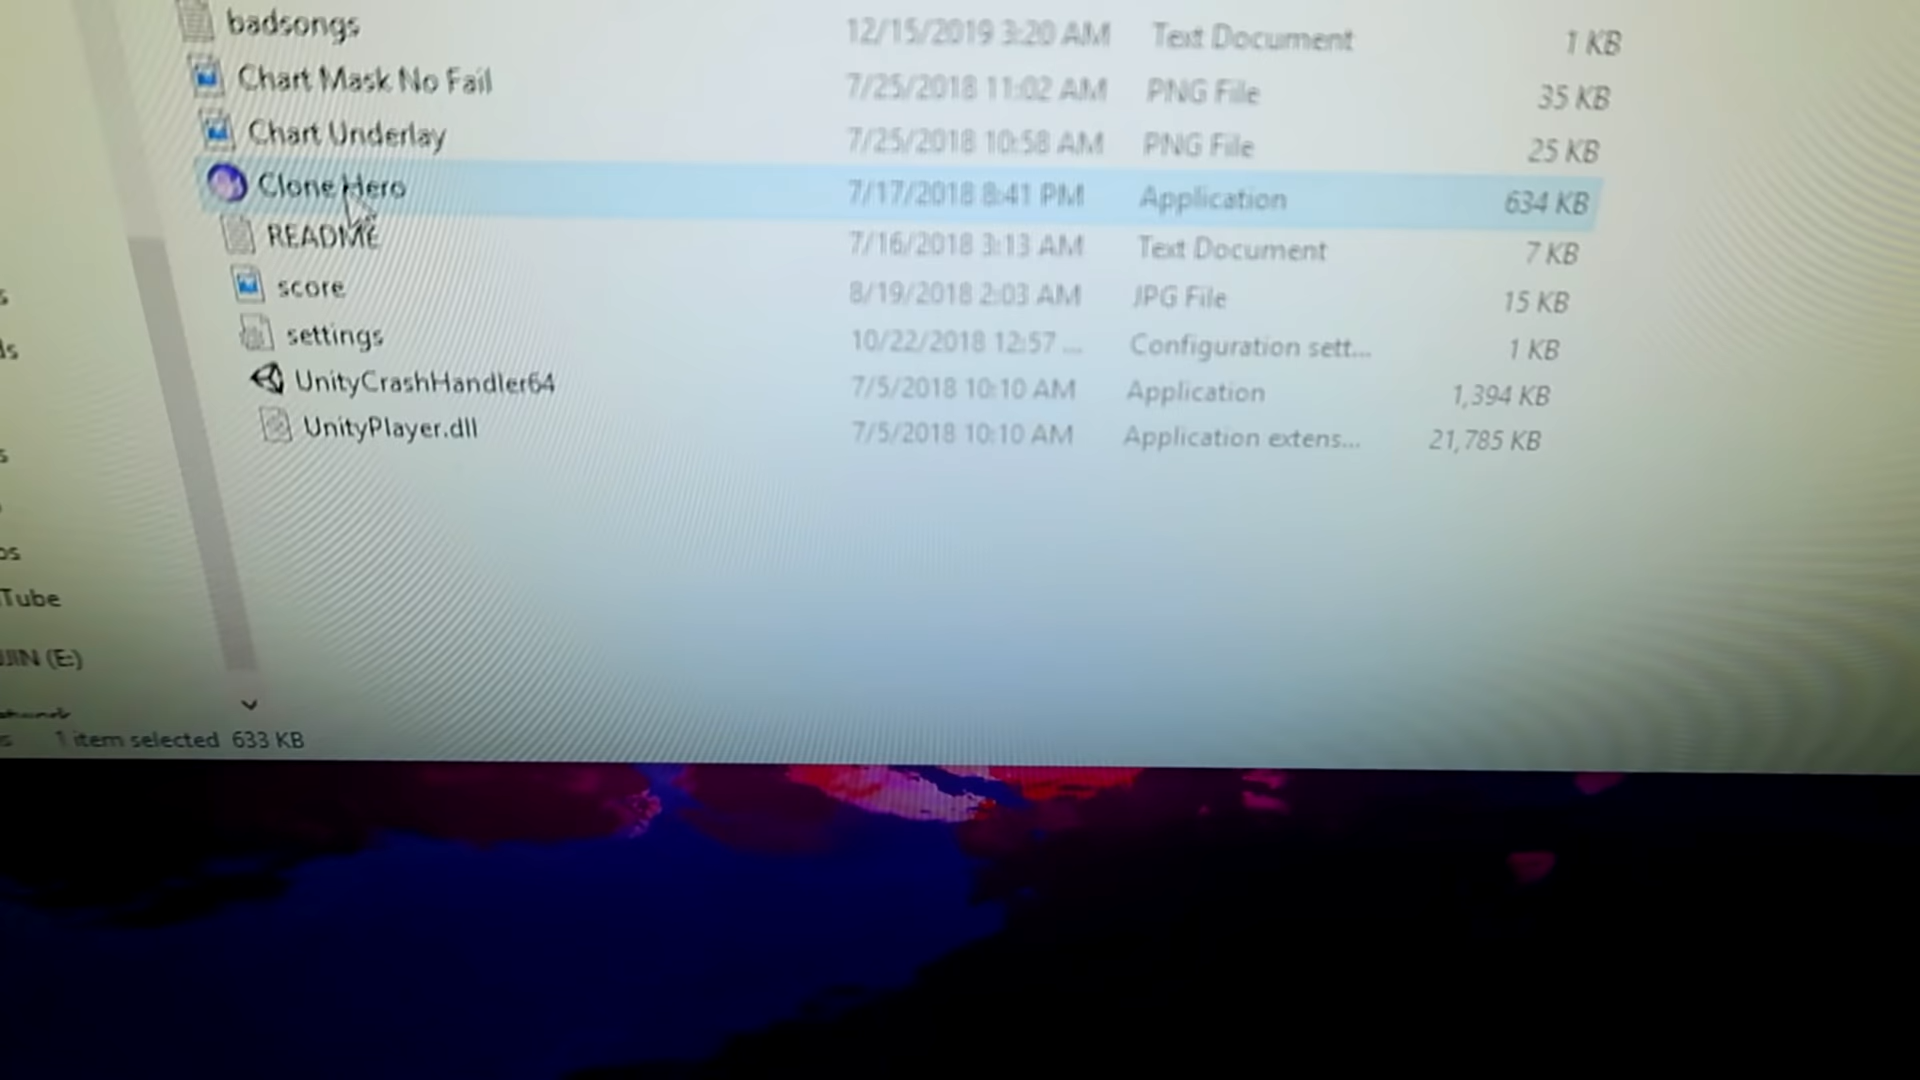 badsongs 12/15/2019 3:20 AM Text Document 1 KB
Chart Mask No Fail 7/25/2018 11:02 AM PNG File 35 KB
Chart Underlay 7/25/2018 10:58 AM PNG File 25 KB
Clone Hero 7/17/2018 8:41 PM Application 634 KB
README 7/16/2018 3:13 AM Text Document 7 KB
score 8/19/2018 2:03 AM JPG File 15 KB
settings 10/22/2018 12:57 ... Configuration sett... 1 KB
UnityCrashHandler64 7/5/2018 10:10 AM Application 1,394 KB
UnityPlayer.dll 7/5/2018 10:10 AM Application extens... 21,785 KB
Tube
(E:)
1 item selected 633 KB